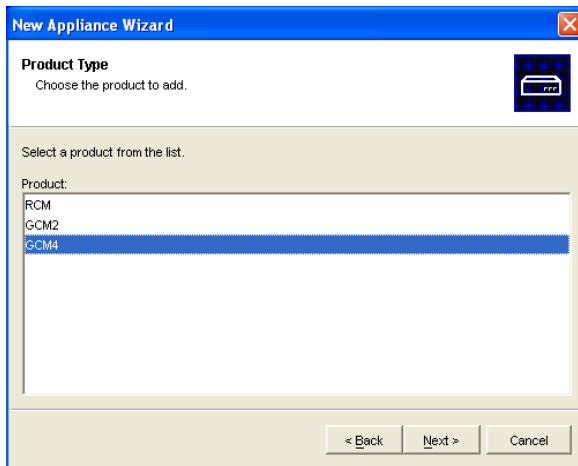 New Appliance Wizard
Product Type
Choose the product to add.
Select a product from the list.
Product:
RCM
GCM2
GCM4
< Back
Next >
Cancel